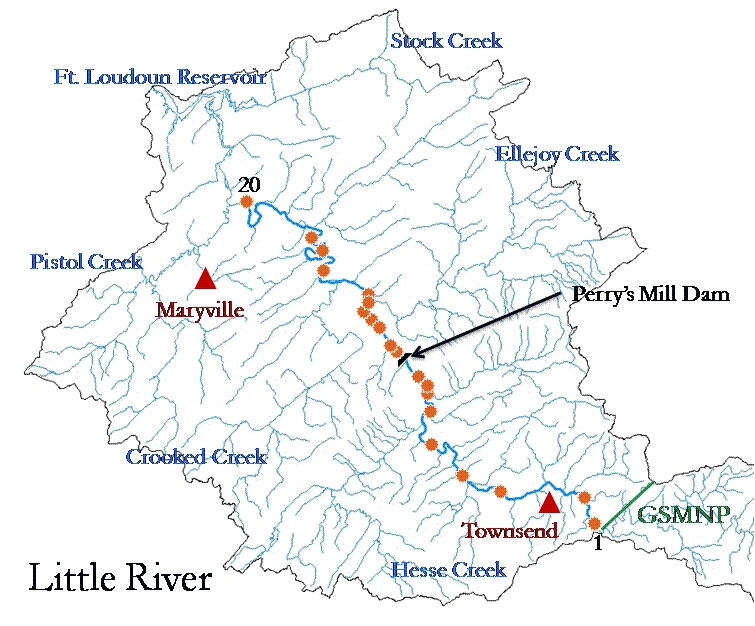 Stock Creek
Ft. Loudoun Reservoir
Ellejoy Creek
20
Pistol Creek
Perry's Mill Dam
Maryville
Crooked Creek
GSMNP
Townsend
1
Hesse Creek
Little River